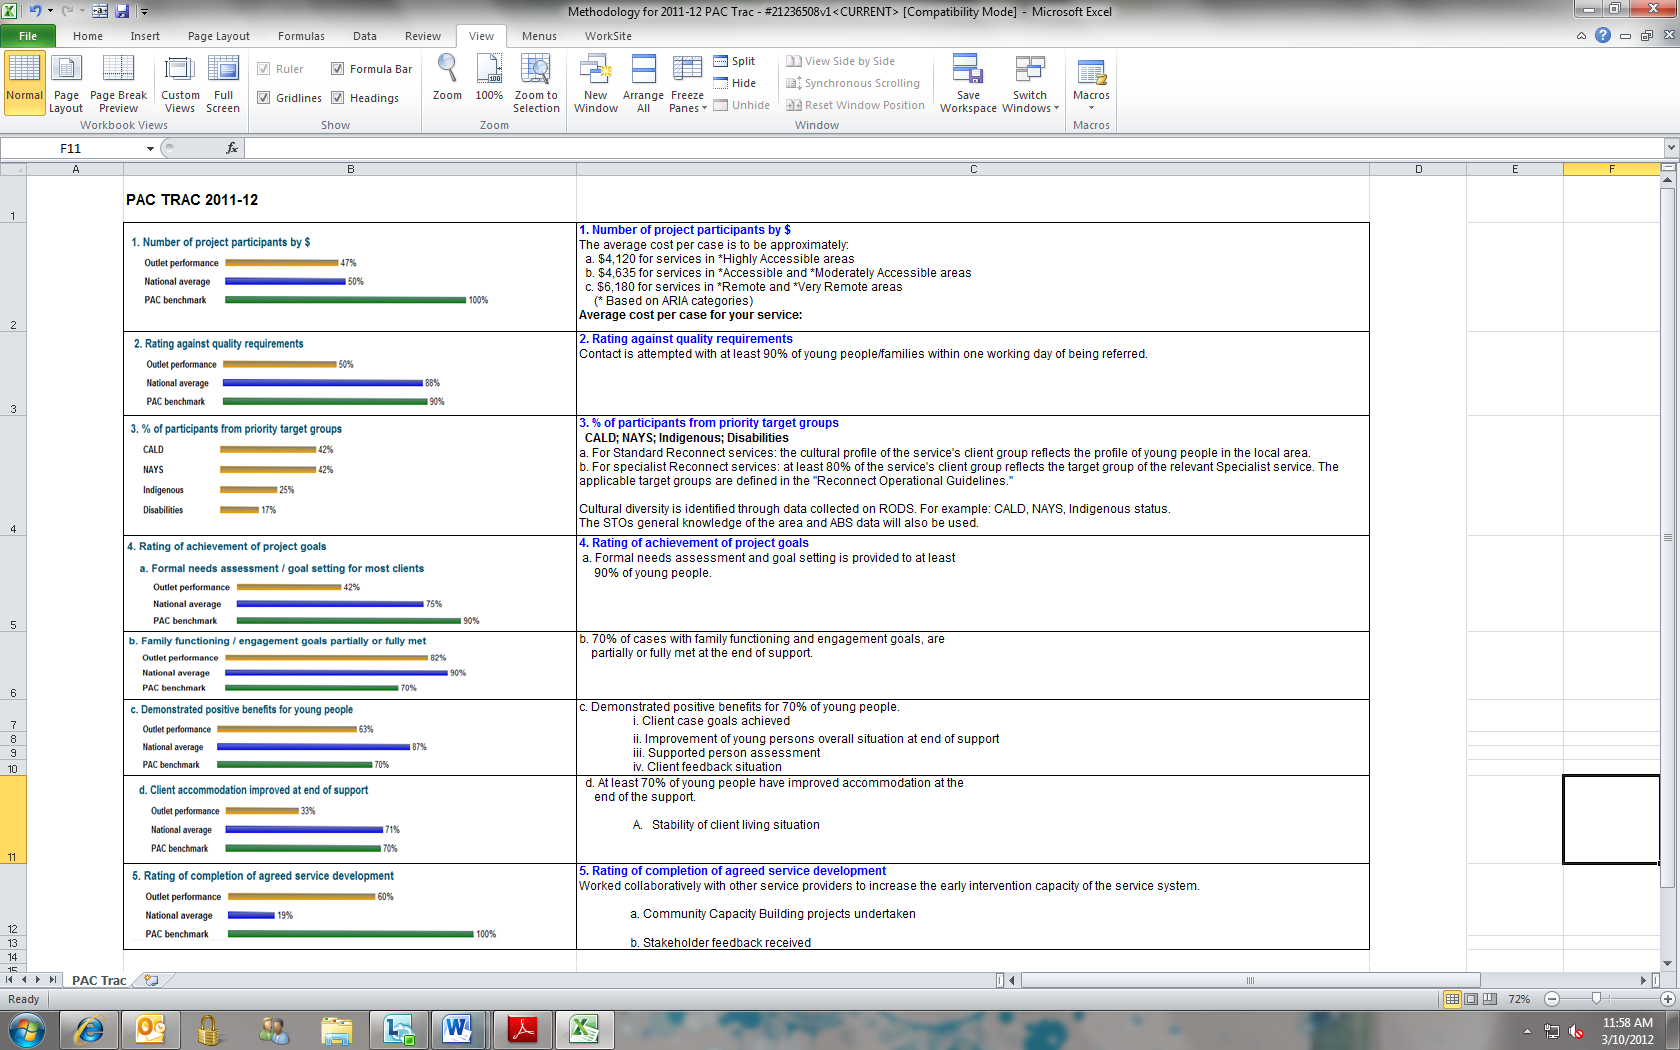 Methodology for 2011-12 PAC Trac - #21236508v1<CURRENT> [Compatibility Mode] - Microsoft Excel
File Home Insert Page Layout Formulas Data Review View Menus WorkSite
Normal
Page Layout
Page Break Preview
Custom Views
Full Screen
Workbook Views
Ruler
Formula Bar
Gridlines
Headings
Show
Zoom
100%
Zoom to Selection
Zoom
New Window
Arrange All
Freeze Panes
Split
Hide
Unhide
View Side by Side
Synchronous Scrolling
Reset Window Position
Window
Save Workspace
Switch Windows
Macros
Macros
F11
fx
A B C D E F
1
PAC TRAC 2011-12
2
1. Number of project participants by $
Outlet performance 47%
National average 50%
PAC benchmark 100%
1. Number of project participants by $
The average cost per case is to be approximately:
a. $4,120 for services in *Highly Accessible areas
b. $4,635 for services in *Accessible and *Moderately Accessible areas
c. $6,180 for services in *Remote and *Very Remote areas
(* Based on ARIA categories)
Average cost per case for your service:
3
2. Rating against quality requirements
Outlet performance 50%
National average 88%
PAC benchmark 90%
2. Rating against quality requirements
Contact is attempted with at least 90% of young people/families within one working day of being referred.
4
3. % of participants from priority target groups
CALD 42%
NAYS 42%
Indigenous 25%
Disabilities 17%
3. % of participants from priority target groups
CALD; NAYS; Indigenous; Disabilities
a. For Standard Reconnect services: the cultural profile of the service's client group reflects the profile of young people in the local area.
b. For specialist Reconnect services: at least 80% of the service's client group reflects the target group of the relevant Specialist service. The
applicable target groups are defined in the "Reconnect Operational Guidelines."
Cultural diversity is identified through data collected on RODS. For example: CALD, NAYS, Indigenous status.
The STOs general knowledge of the area and ABS data will also be used.
5
4. Rating of achievement of project goals
a. Formal needs assessment / goal setting for most clients
Outlet performance 42%
National average 75%
PAC benchmark 90%
4. Rating of achievement of project goals
a. Formal needs assessment and goal setting is provided to at least
90% of young people.
6
b. Family functioning / engagement goals partially or fully met
Outlet performance 82%
National average 90%
PAC benchmark 70%
b. 70% of cases with family functioning and engagement goals, are
partially or fully met at the end of support.
7
8
9
10
c. Demonstrated positive benefits for young people
Outlet performance 63%
National average 87%
PAC benchmark 70%
c. Demonstrated positive benefits for 70% of young people.
i. Client case goals achieved
ii. Improvement of young persons overall situation at end of support
iii. Supported person assessment
iv. Client feedback situation
11
d. Client accommodation improved at end of support
Outlet performance 33%
National average 71%
PAC benchmark 70%
d. At least 70% of young people have improved accommodation at the
end of the support.
A. Stability of client living situation
12
13
14
15
5. Rating of completion of agreed service development
Outlet performance 60%
National average 19%
PAC benchmark 100%
5. Rating of completion of agreed service development
Worked collaboratively with other service providers to increase the early intervention capacity of the service system.
a. Community Capacity Building projects undertaken
b. Stakeholder feedback received
PAC Trac
Ready
72%
11:58 AM
3/10/2012